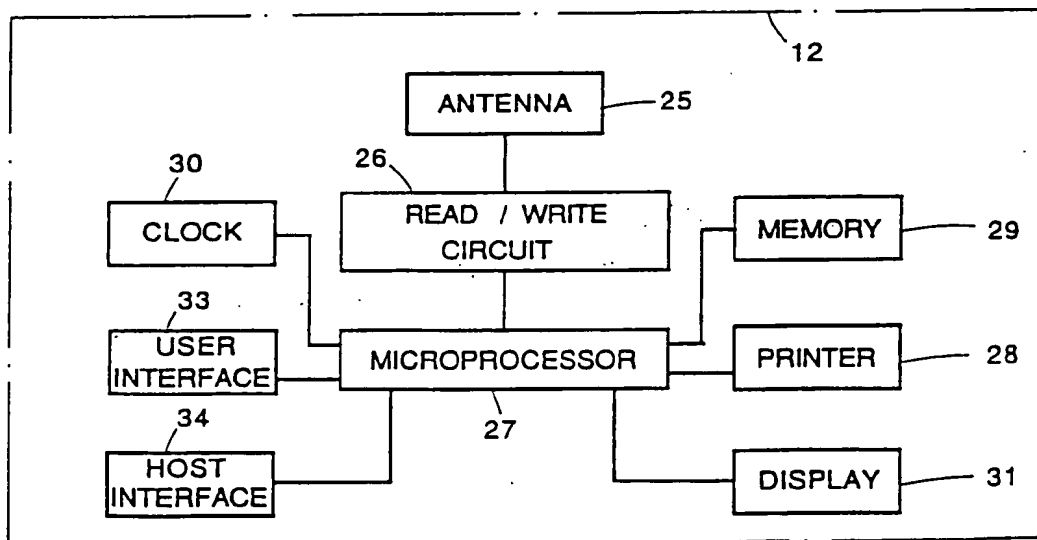 12
ANTENNA
25
26
30
READ / WRITE
CIRCUIT
CLOCK
MEMORY
29
33
USER
INTERFACE
MICROPROCESSOR
PRINTER
28
27
34
HOST
INTERFACE
DISPLAY
31